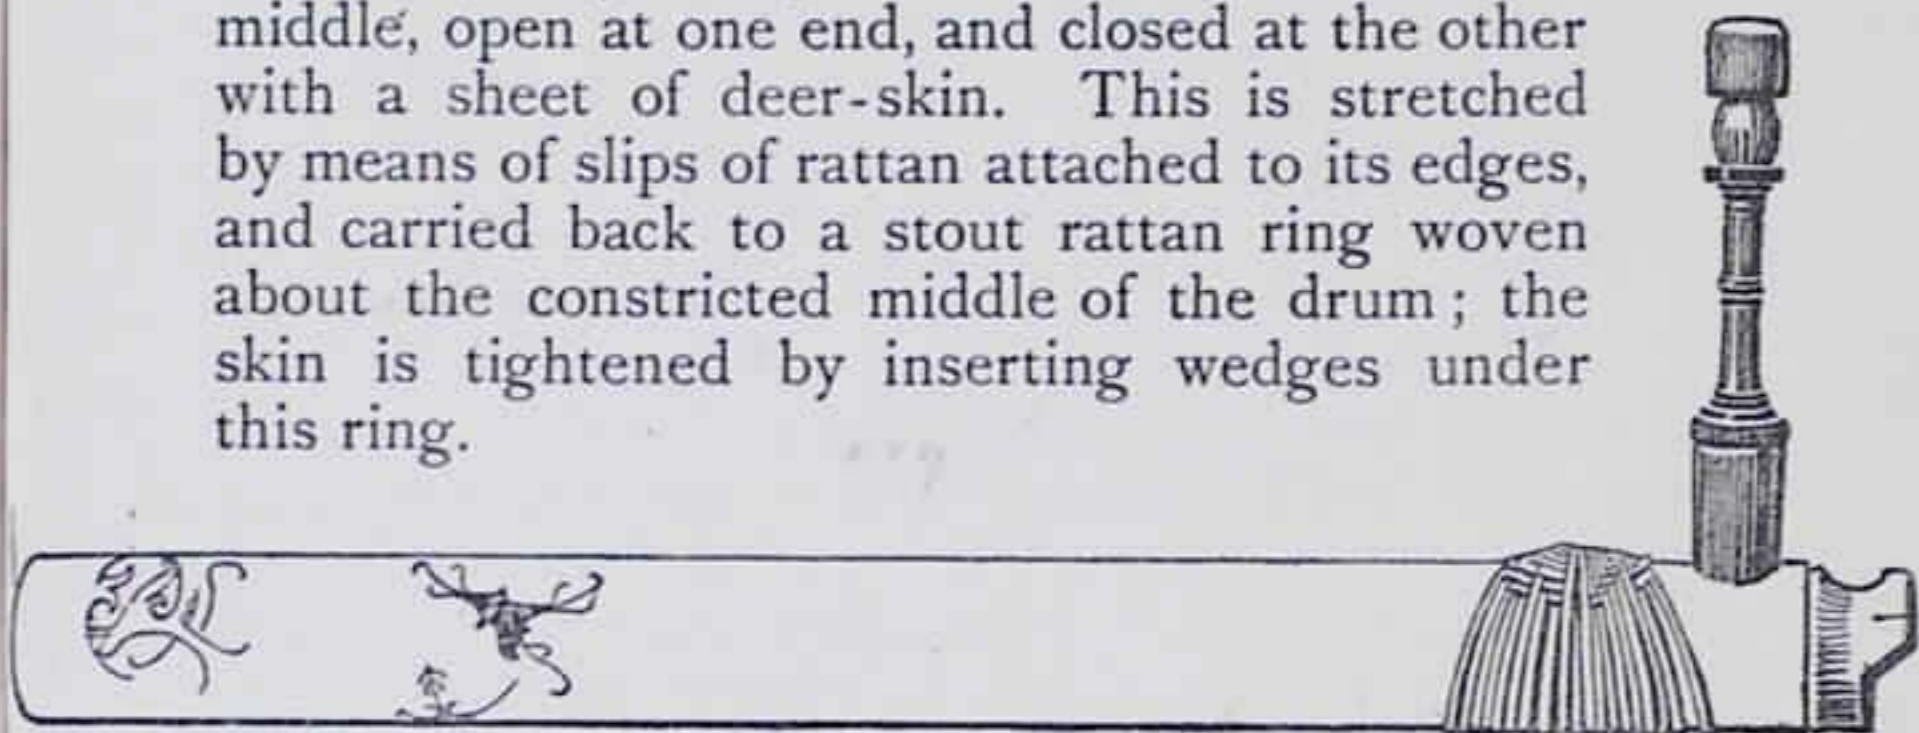 middle, open at one end, and closed at the other
with a sheet of deer-skin. This is stretched
by means of slips of rattan attached to its edges,
and carried back to a stout rattan ring woven
about the constricted middle of the drum; the
skin is tightened by inserting wedges under
this ring.